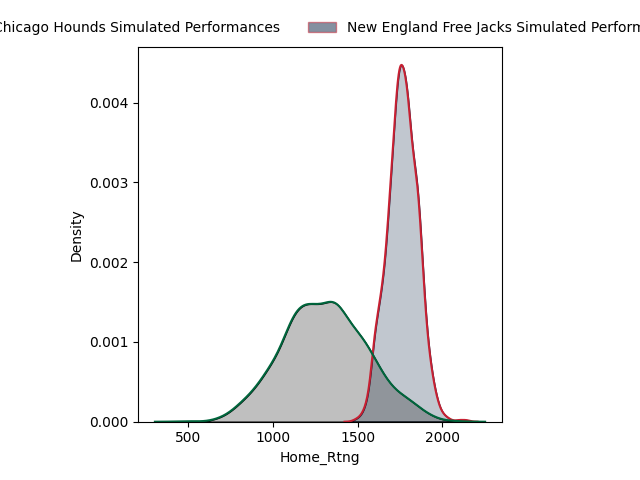 Chicago Hounds Simulated Performances New England Free Jacks Simulated Perform
0.004
0.003
0.002
0.001
0.000
Density
500 1000 1500 2000
Home_Rtng